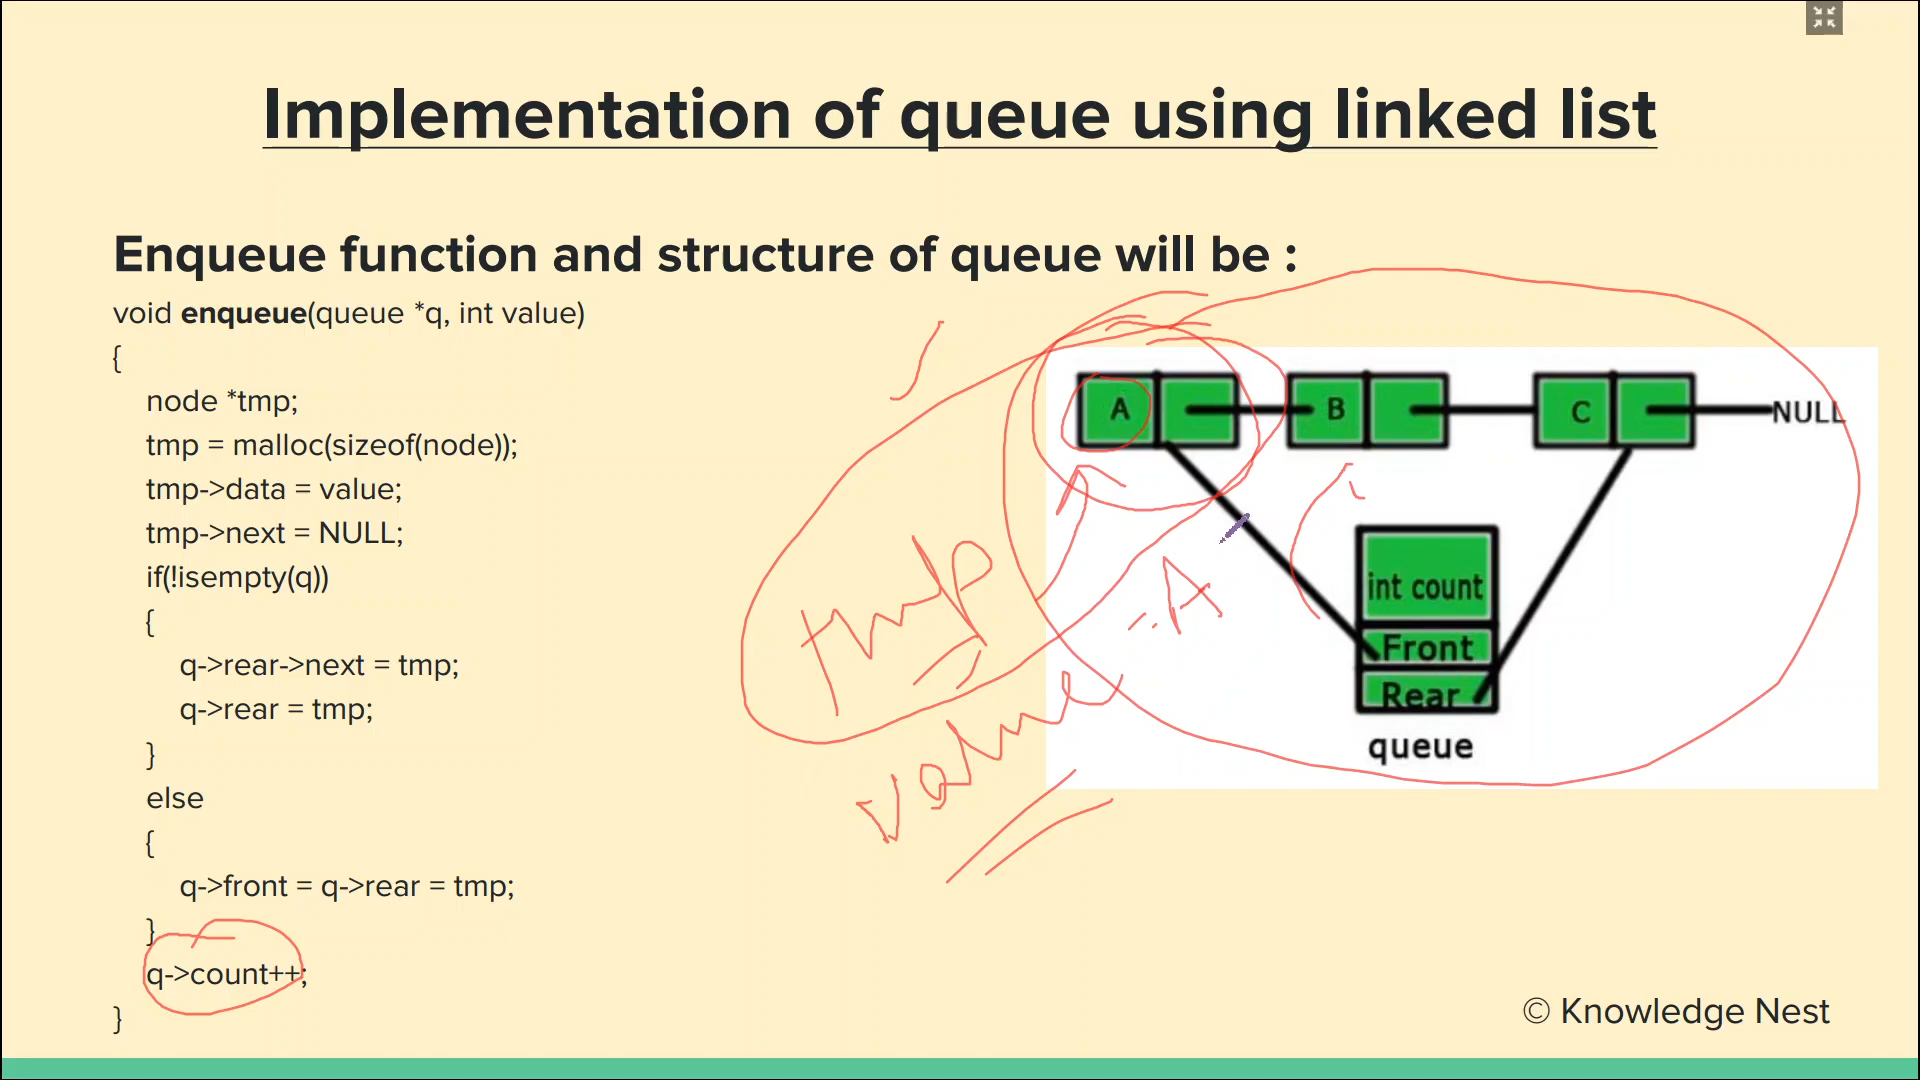 Implementation of queue using linked list
Enqueue function and structure of queue will be :
void enqueue(queue *q, int value)
{
node *tmp;
tmp = malloc(sizeof(node));
tmp->data = value;
tmp->next = NULL;
if(!isempty(q))
{
q->rear->next = tmp;
q->rear = tmp;
}
else
{
q->front = q->rear = tmp;
}
q->count++;
}
A B C NULL
int count
Front
Rear
queue
tmp
value = A
© Knowledge Nest